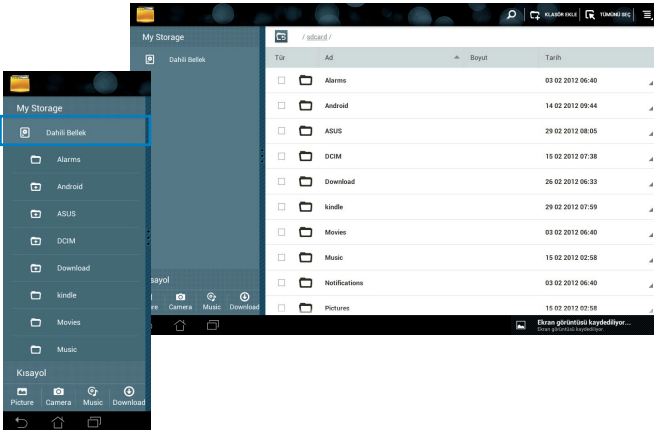 KLASÖR EKLE TÜMÜNÜ SEÇ
My Storage
/ sdcard /
Dahili Bellek
Tür Ad Boyut Tarih
Alarms 03 02 2012 06:40
Android 14 02 2012 09:44
ASUS 29 02 2012 08:05
DCIM 15 02 2012 07:38
Download 26 02 2012 06:33
kindle 29 02 2012 07:59
Movies 03 02 2012 06:40
Music 15 02 2012 02:58
Notifications 03 02 2012 06:40
Pictures 15 02 2012 02:58
sayol
re Camera Music Download
Ekran görüntüsü kaydediliyor...
Ekran görüntüsü kaydediliyor.
My Storage
Dahili Bellek
Alarms
Android
ASUS
DCIM
Download
kindle
Movies
Music
Kısayol
Picture Camera Music Download